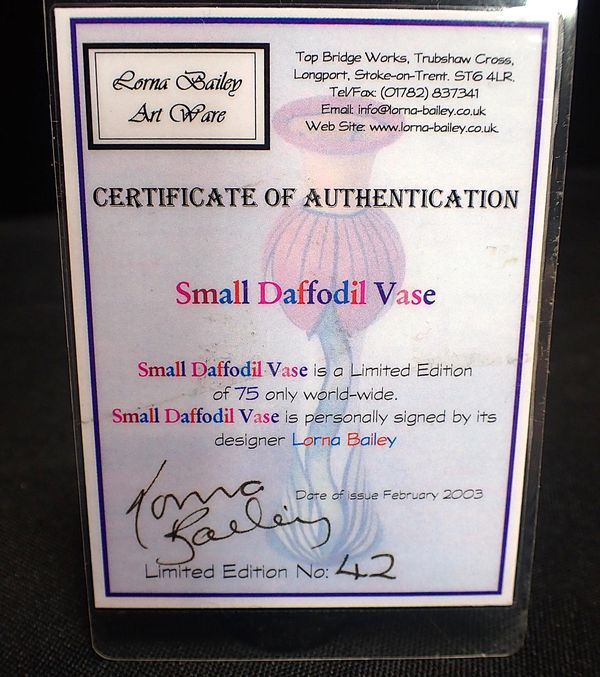 Lorna Bailey
Art Ware
Top Bridge Works, Trubshaw Cross,
Longport, Stoke-on-Trent. ST6 4LR.
Tel/Fax: (01782) 837341
Email: info@lorna-bailey.co.uk
Web Site: www.lorna-bailey.co.uk
CERTIFICATE OF AUTHENTICATION
Small Daffodil Vase
Small Daffodil Vase is a Limited Edition
of 75 only world-wide.
Small Daffodil Vase is personally signed by its
designer Lorna Bailey
Lorna
Bailey
Date of issue February 2003
Limited Edition No: 42